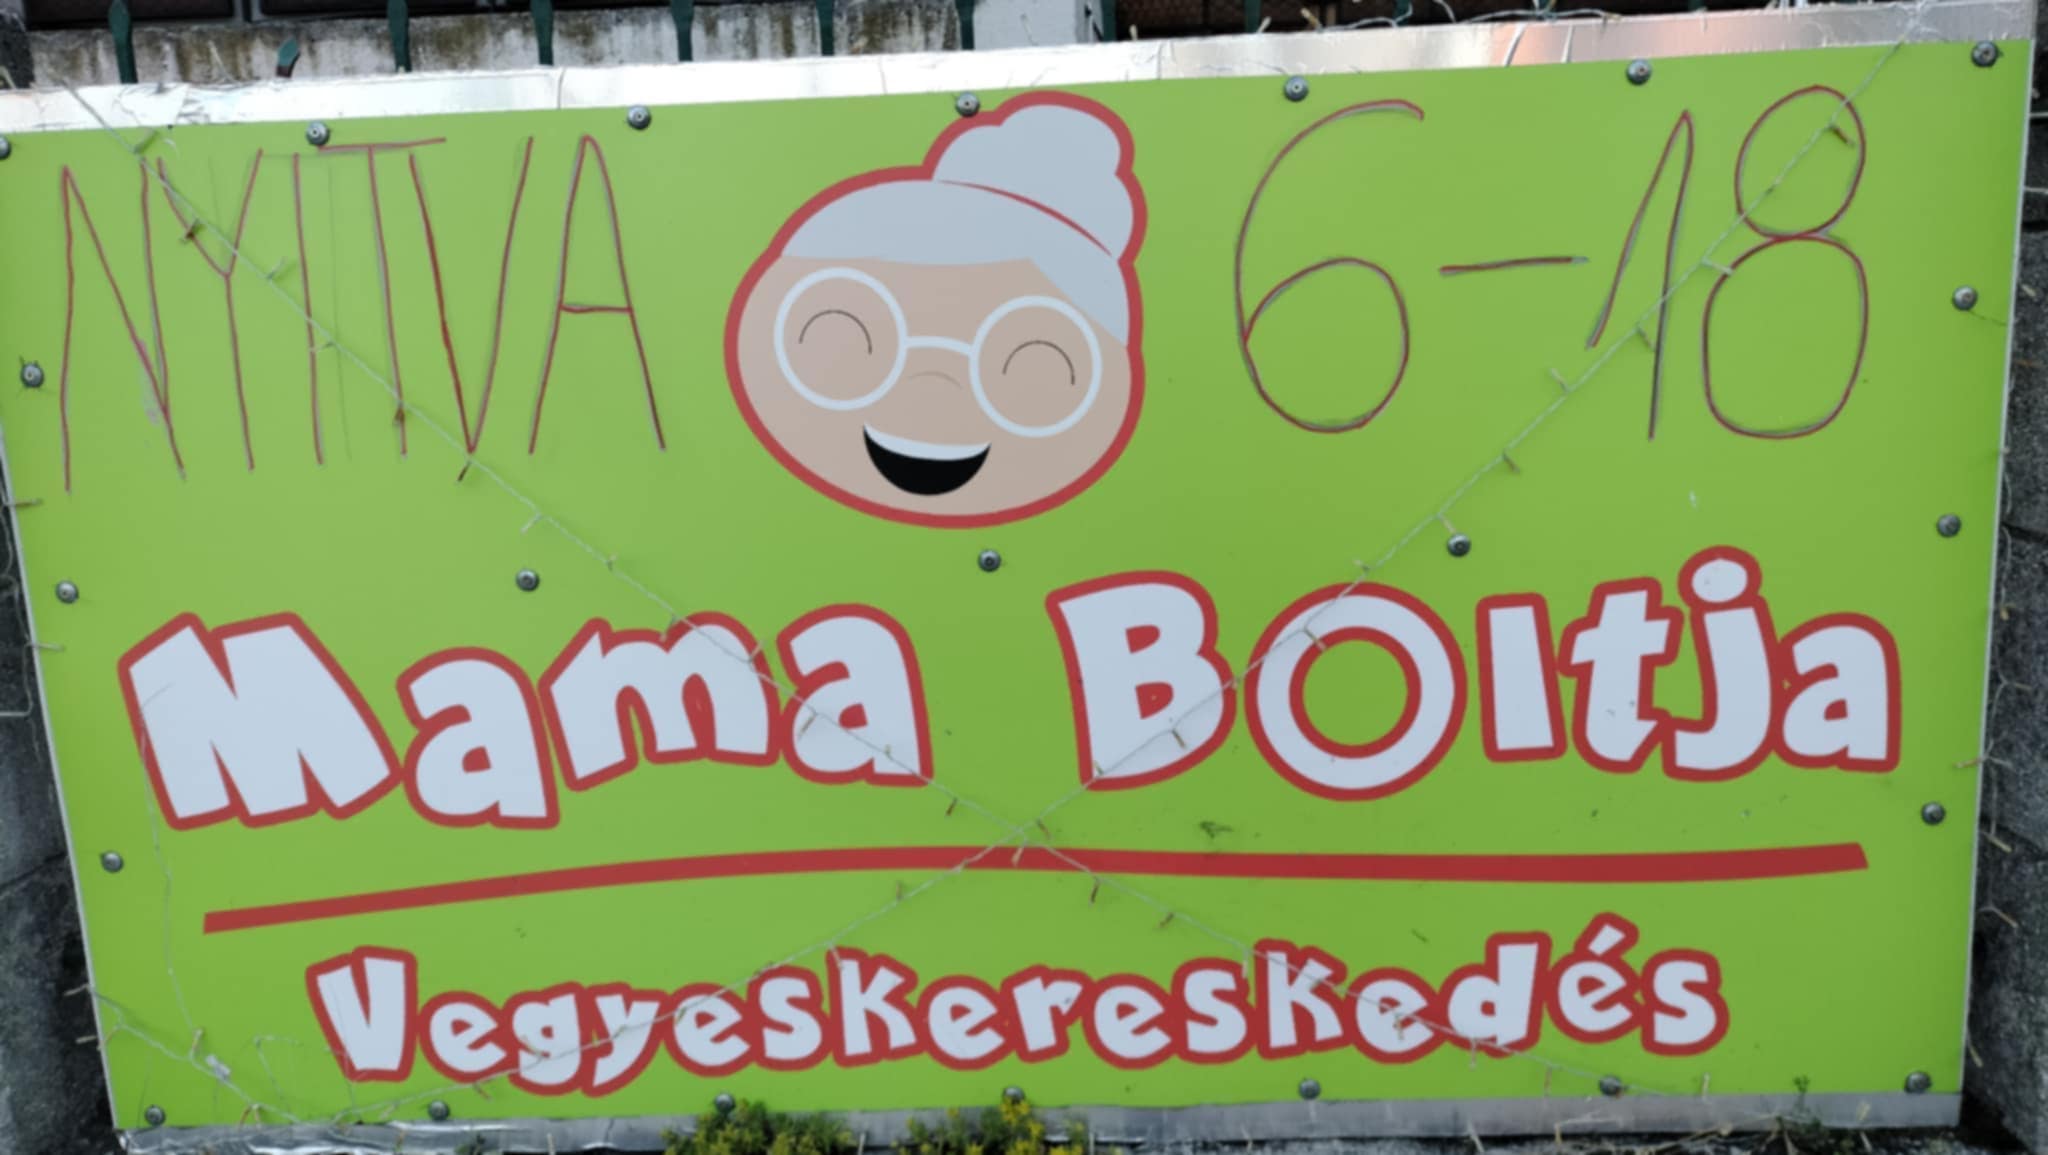 NYITVA 6-18
Mama Boltja
Vegyeskereskedés